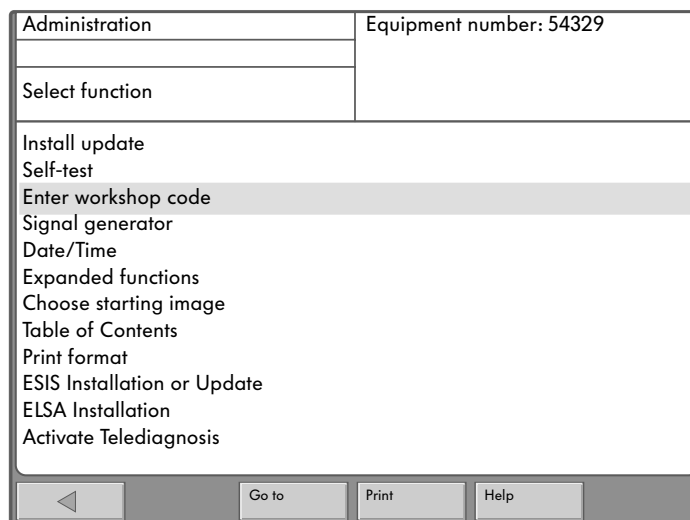 Administration
Equipment number: 54329
Select function
Install update
Self-test
Enter workshop code
Signal generator
Date/Time
Expanded functions
Choose starting image
Table of Contents
Print format
ESIS Installation or Update
ELSA Installation
Activate Telediagnosis
Go to
Print
Help